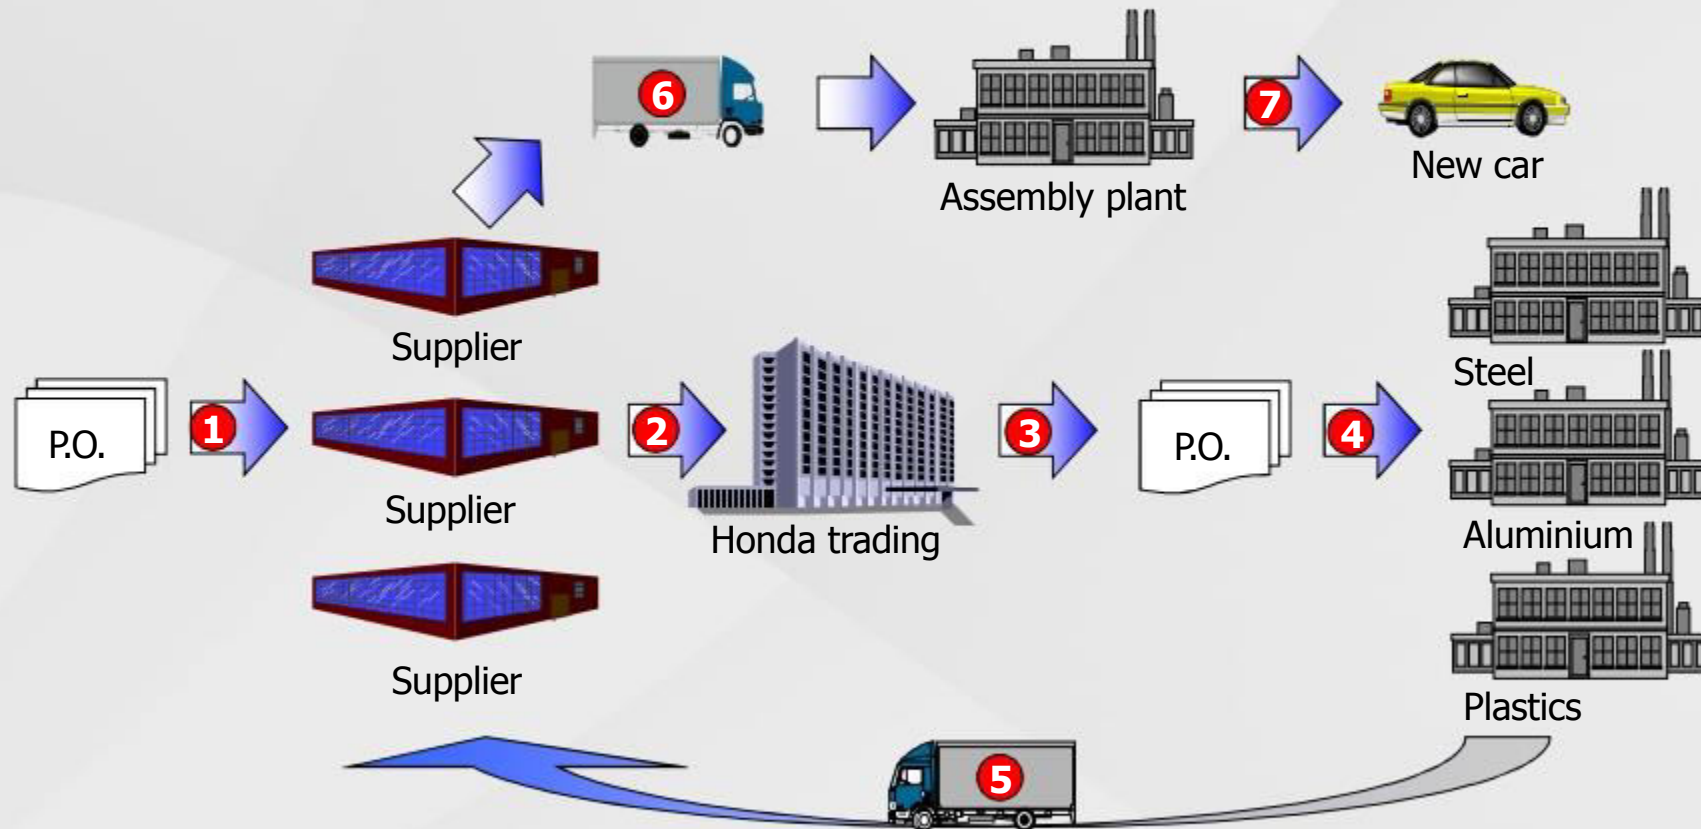 6
7
New car
Assembly plant
Supplier
Steel
P.O.
1
2
3
P.O.
4
Supplier
Honda trading
Aluminium
Supplier
Plastics
5